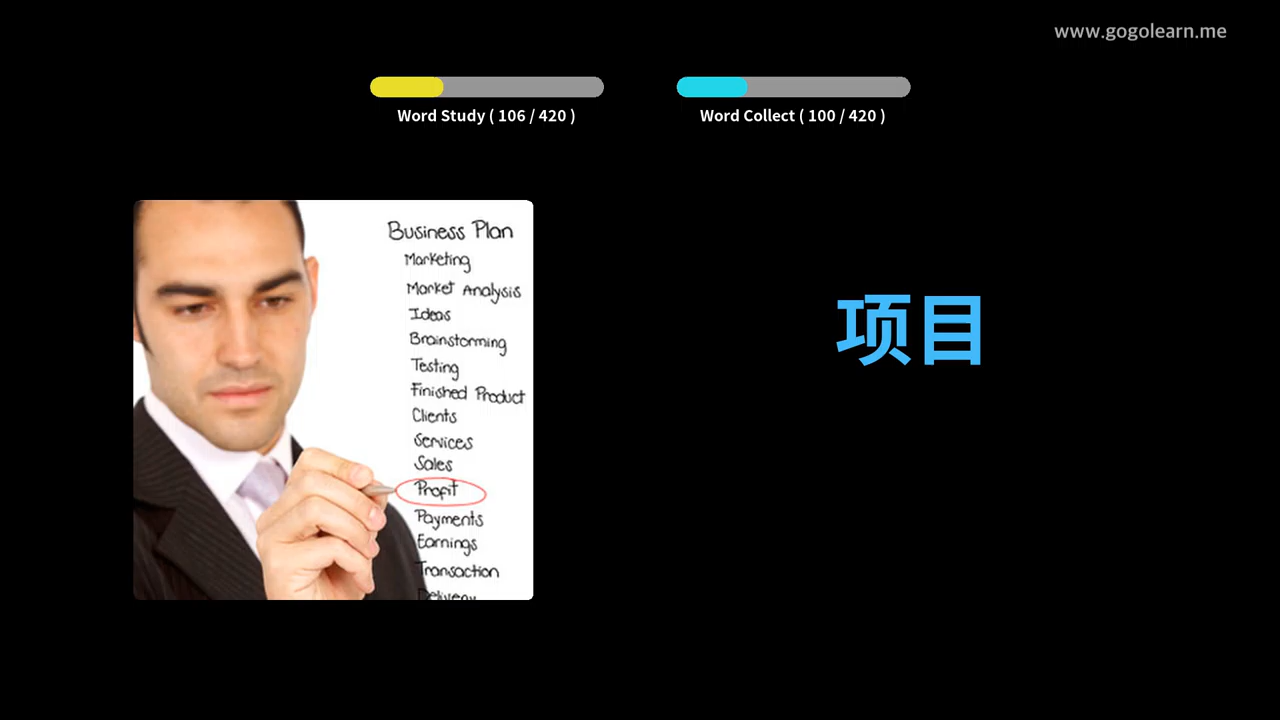 www.gogolearn.me
Word Study ( 106 / 420 )
Word Collect ( 100 / 420 )
Business Plan
Marketing
Market Analysis
Ideas
Brainstorming
Testing
Finished Product
Clients
Services
Sales
Profit
Payments
Earnings
Transaction
Delivery
项目